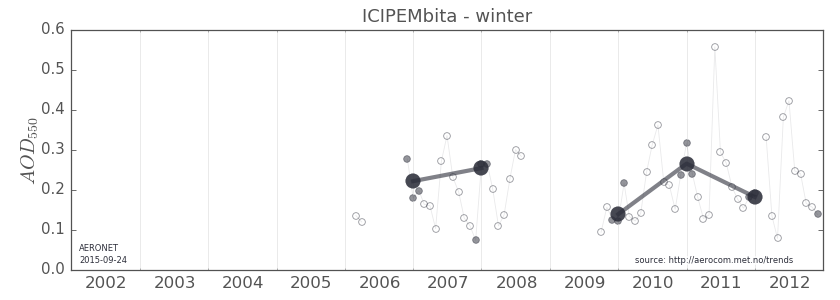 ICIPEMbita - winter
0.6
0.5
0.4
0.3
0.2
0.1
0.0
AOD550
AERONET
2015-09-24
source: http://aerocom.met.no/trends
2002 2003 2004 2005 2006 2007 2008 2009 2010 2011 2012